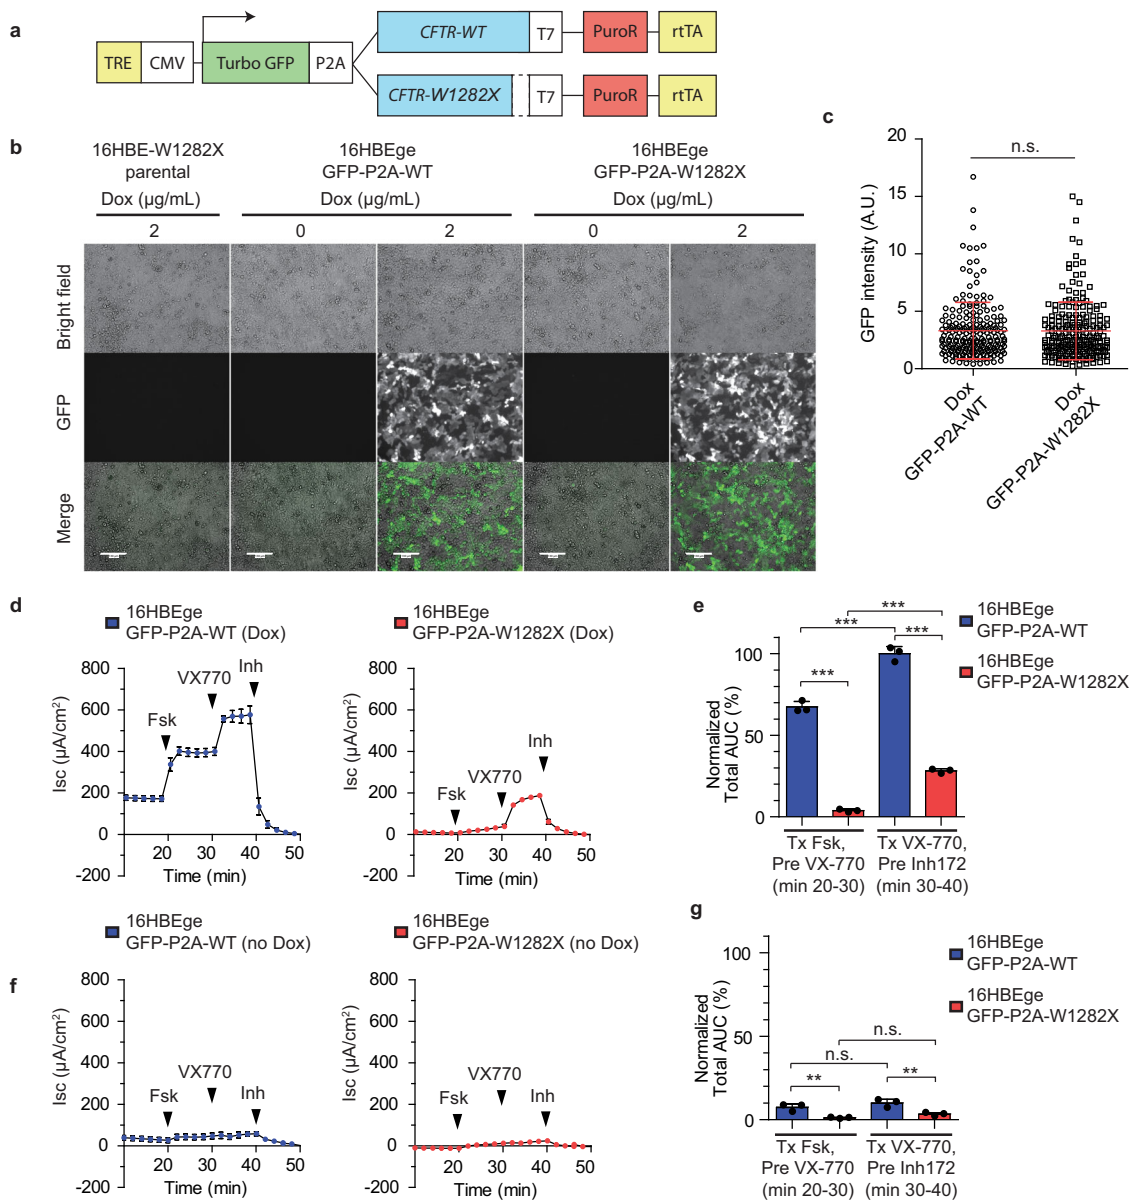 a
TRE
CMV
Turbo GFP
P2A
CFTR-WT
T7
PuroR
rtTA
CFTR-W1282X
T7
PuroR
rtTA
b
16HBE-W1282X
parental
16HBEge
GFP-P2A-WT
16HBEge
GFP-P2A-W1282X
Dox (µg/mL)
Dox (µg/mL)
Dox (µg/mL)
2
0
2
0
2
Bright field
GFP
Merge
c
n.s.
GFP intensity (A.U.)
20
15
10
5
0
Dox
GFP-P2A-WT
Dox
GFP-P2A-W1282X
d
16HBEge
GFP-P2A-WT (Dox)
Isc (µA/cm²)
800
600
400
200
0
-200
Fsk
VX770
Inh
20
30
40
50
Time (min)
16HBEge
GFP-P2A-W1282X (Dox)
Isc (µA/cm²)
800
600
400
200
0
-200
Fsk
VX770
Inh
20
30
40
50
Time (min)
e
16HBEge
GFP-P2A-WT
16HBEge
GFP-P2A-W1282X
Normalized
Total AUC (%)
100
50
0
***
***
***
***
Tx Fsk,
Pre VX-770
(min 20-30)
Tx VX-770,
Pre Inh172
(min 30-40)
f
16HBEge
GFP-P2A-WT (no Dox)
Isc (µA/cm²)
800
600
400
200
0
-200
Fsk
VX770
Inh
20
30
40
50
Time (min)
16HBEge
GFP-P2A-W1282X (no Dox)
Isc (µA/cm²)
800
600
400
200
0
-200
Fsk
VX770
Inh
20
30
40
50
Time (min)
g
16HBEge
GFP-P2A-WT
16HBEge
GFP-P2A-W1282X
Normalized
Total AUC (%)
100
50
0
n.s.
n.s.
**
**
Tx Fsk,
Pre VX-770
(min 20-30)
Tx VX-770,
Pre Inh172
(min 30-40)